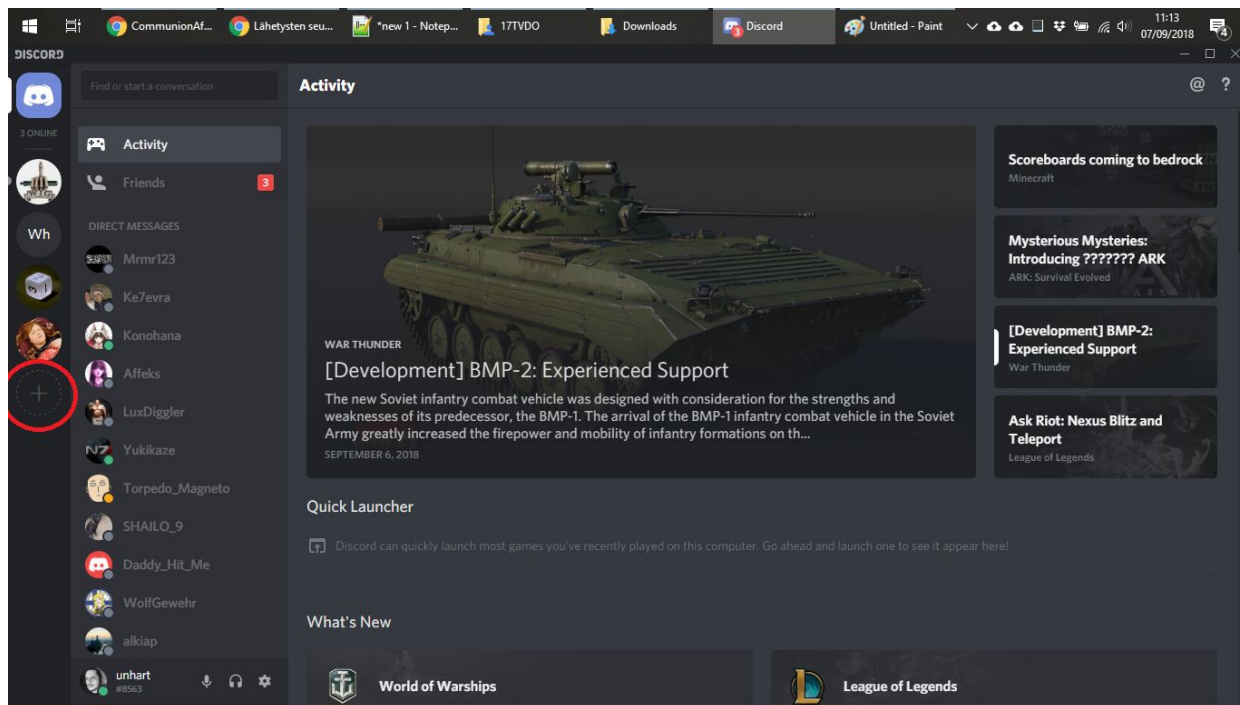 CommunionAf...
Lähetysten seu...
*new 1 - Notep...
17TVDO
Downloads
3
Discord
Untitled - Paint
11:13
07/09/2018
4
DISCORD
3 ONLINE
Wh
Find or start a conversation
Activity
Friends
3
DIRECT MESSAGES
Mrmr123
Ke7evra
Konohana
Affeks
LuxDiggler
N7
Yukikaze
Torpedo_Magneto
SHAILO_9
Daddy_Hit_Me
WolfGewehr
alkiap
unhart
#8563
Activity
@ ?
WAR THUNDER
[Development] BMP-2: Experienced Support
The new Soviet infantry combat vehicle was designed with consideration for the strengths and
weaknesses of its predecessor, the BMP-1. The arrival of the BMP-1 infantry combat vehicle in the Soviet
Army greatly increased the firepower and mobility of infantry formations on th...
SEPTEMBER 6, 2018
Scoreboards coming to bedrock
Minecraft
Mysterious Mysteries:
Introducing ??????? ARK
ARK: Survival Evolved
[Development] BMP-2:
Experienced Support
War Thunder
Ask Riot: Nexus Blitz and
Teleport
League of Legends
Quick Launcher
Discord can quickly launch most games you've recently played on this computer. Go ahead and launch one to see it appear here!
What's New
World of Warships
League of Legends